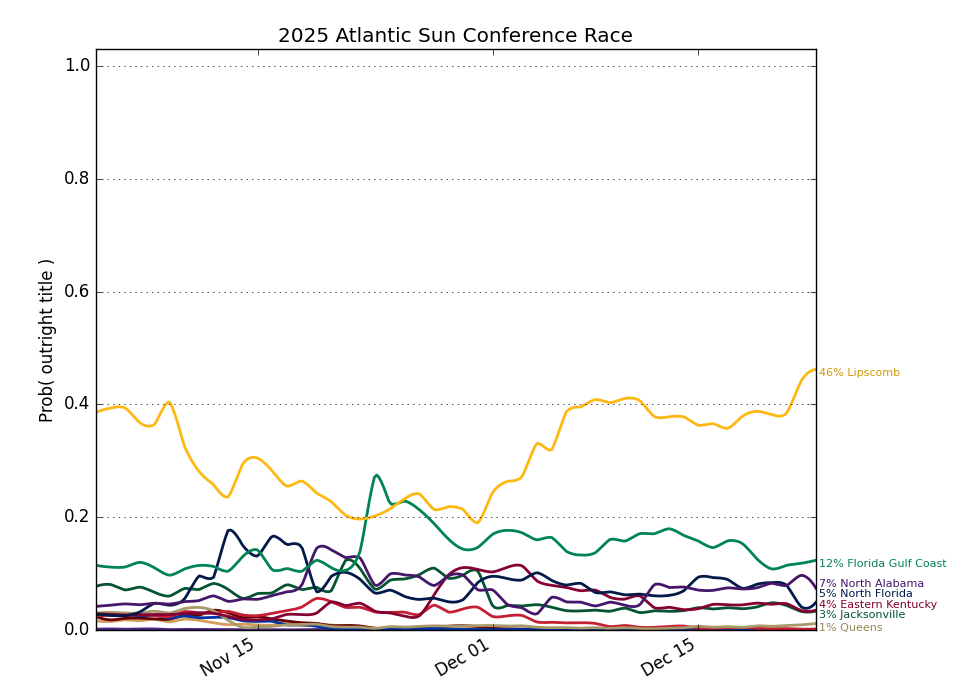 2025 Atlantic Sun Conference Race
Prob( outright title )
1.0
0.8
0.6
0.4
0.2
0.0
Nov 15
Dec 01
Dec 15
46% Lipscomb
12% Florida Gulf Coast
7% North Alabama
5% North Florida
4% Eastern Kentucky
3% Jacksonville
1% Queens